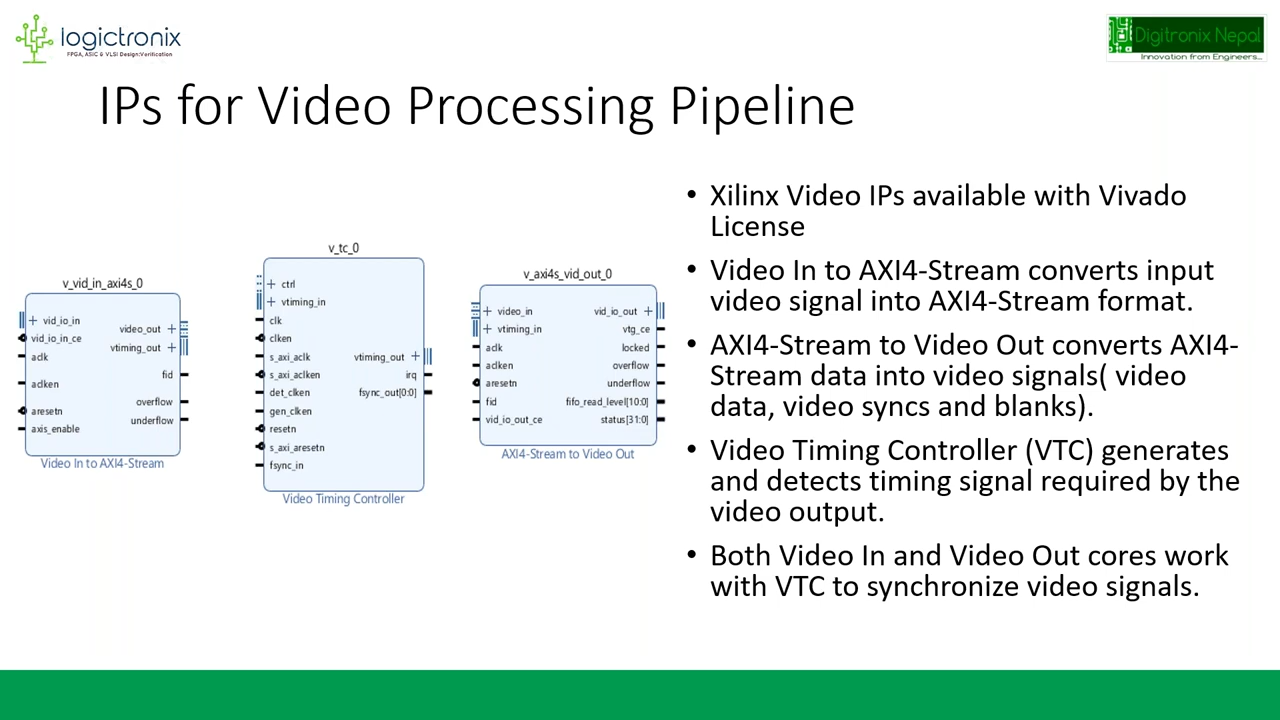 logictronix
FPGA, ASIC & VLSI Design:Verification
Digitronix Nepal
Innovation from Engineers...
IPs for Video Processing Pipeline
v_vid_in_axi4s_0
vid_io_in
vid_io_in_ce
aclk
aclken
aresetn
axis_enable
video_out
vtiming_out
fid
overflow
underflow
Video In to AXI4-Stream
v_tc_0
ctrl
vtiming_in
clk
clken
s_axi_aclk
s_axi_aclken
det_clken
gen_clken
resetn
s_axi_aresetn
fsync_in
vtiming_out
irq
fsync_out[0:0]
Video Timing Controller
v_axi4s_vid_out_0
video_in
vtiming_in
aclk
aclken
aresetn
fid
vid_io_out_ce
vid_io_out
vtg_ce
locked
overflow
underflow
fifo_read_level[10:0]
status[31:0]
AXI4-Stream to Video Out
• Xilinx Video IPs available with Vivado
License
• Video In to AXI4-Stream converts input
video signal into AXI4-Stream format.
• AXI4-Stream to Video Out converts AXI4-
Stream data into video signals( video
data, video syncs and blanks).
• Video Timing Controller (VTC) generates
and detects timing signal required by the
video output.
• Both Video In and Video Out cores work
with VTC to synchronize video signals.